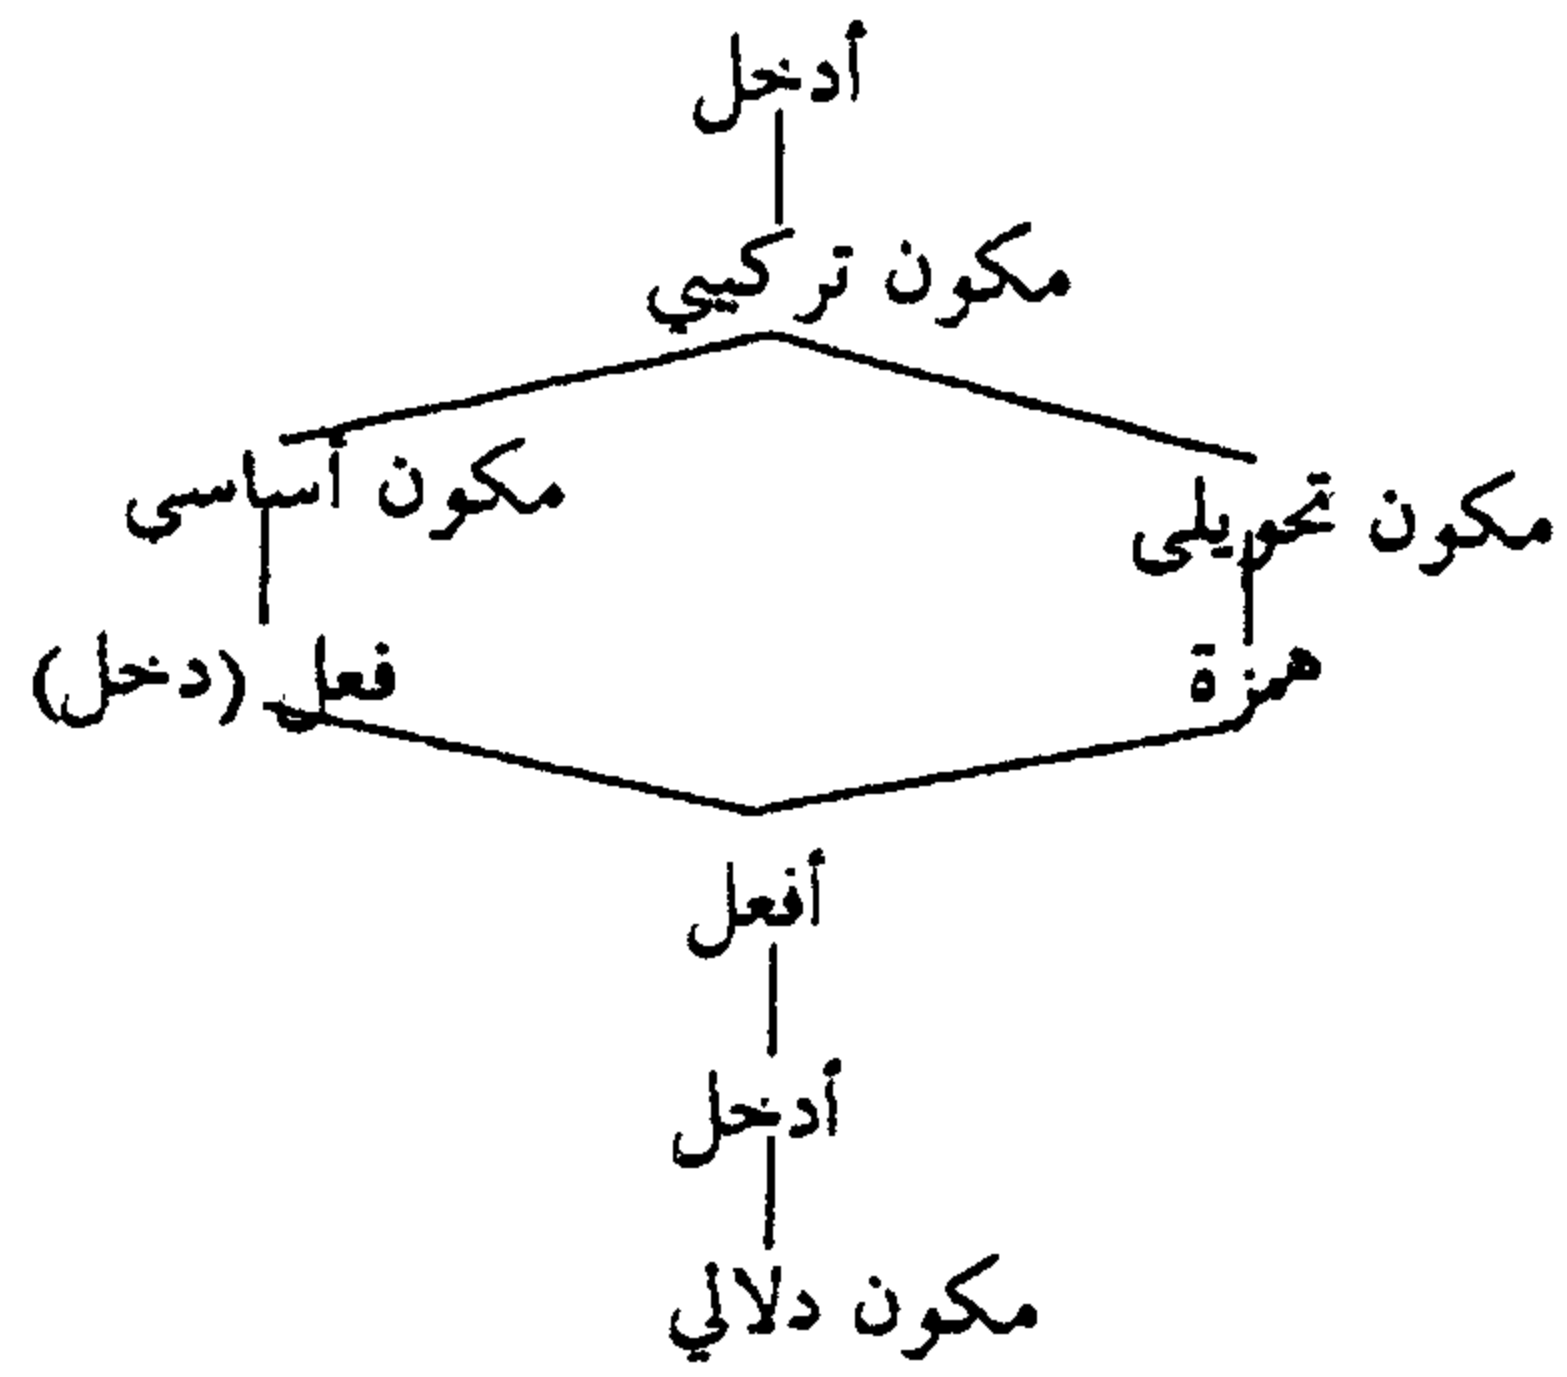 أدخل
مكون تركيبي
مكون تحويلي مكون أساسي
همزة فعل (دخل)
أفعل
أدخل
مكون دلالي